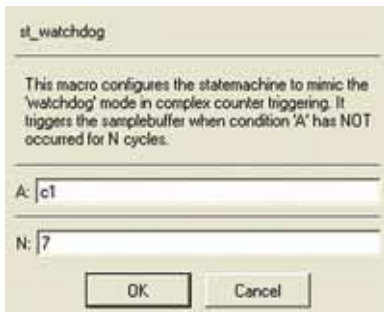 st_watchdog
This macro configures the statemachine to mimic the
'watchdog' mode in complex counter triggering. It
triggers the samplebuffer when condition 'A' has NOT
occurred for N cycles.
A: c1
N: 7
OK Cancel